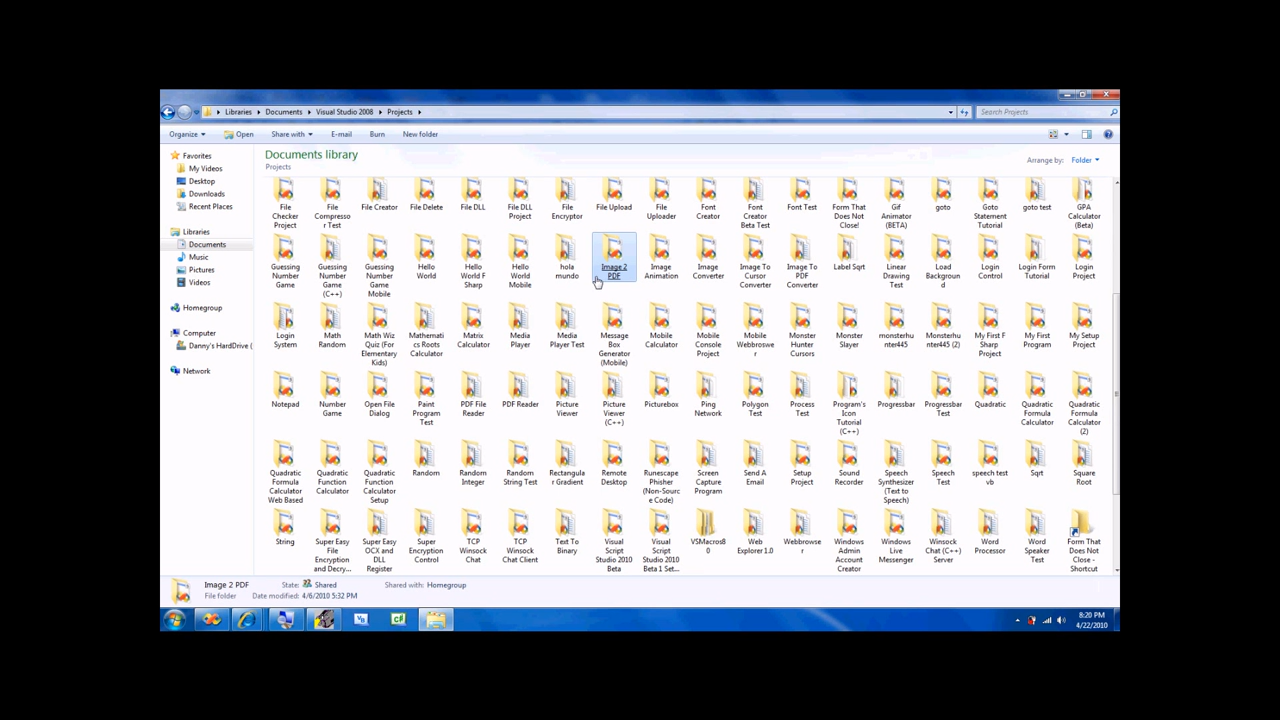 Libraries Documents Visual Studio 2008 Projects Search Projects
Organize Open Share with E-mail Burn New folder
Favorites
My Videos
Desktop
Downloads
Recent Places
Libraries
Documents
Music
Pictures
Videos
Homegroup
Computer
Danny's HardDrive (
Network
Documents library
Projects
Arrange by: Folder
File Checker Project
File Compressor Test
File Creator
File Delete
File DLL
File DLL Project
File Encryptor
File Upload
File Uploader
Font Creator
Font Creator Beta Test
Font Test
Form That Does Not Close!
Gif Animator (BETA)
goto
Goto Statement Tutorial
goto test
GPA Calculator (Beta)
Guessing Number Game
Guessing Number Game (C++)
Guessing Number Game Mobile
Hello World
Hello World F Sharp
Hello World Mobile
hola mundo
Image 2 PDF
Image Animation
Image Converter
Image To Cursor Converter
Image To PDF Converter
Label Sqrt
Linear Drawing Test
Load Background
Login Control
Login Form Tutorial
Login Project
Login System
Math Random
Math Wiz Quiz (For Elementary Kids)
Mathematics Roots Calculator
Matrix Calculator
Media Player
Media Player Test
Message Box Generator (Mobile)
Mobile Calculator
Mobile Console Project
Mobile Webbrowser
Monster Hunter Cursors
Monster Slayer
monsterhunter445
Monsterhunter445 (2)
My First F Sharp Project
My First Program
My Setup Project
Notepad
Number Game
Open File Dialog
Paint Program Test
PDF File Reader
PDF Reader
Picture Viewer
Picture Viewer (C++)
Picturebox
Ping Network
Polygon Test
Process Test
Program's Icon Tutorial (C++)
Progressbar
Progressbar Test
Quadratic
Quadratic Formula Calculator
Quadratic Formula Calculator (2)
Quadratic Formula Calculator Web Based
Quadratic Function Calculator
Quadratic Function Calculator Setup
Random
Random Integer
Random String Test
Rectangular Gradient
Remote Desktop
Runescape Phisher (Non-Source Code)
Screen Capture Program
Send A Email
Setup Project
Sound Recorder
Speech Synthesizer (Text to Speech)
Speech Test
speech test vb
Sqrt
Square Root
String
Super Easy File Encryption and Decry...
Super Easy OCX and DLL Register
Super Encryption Control
TCP Winsock Chat
TCP Winsock Chat Client
Text To Binary
Visual Script Studio 2010 Beta
Visual Script Studio 2010 Beta 1 Set...
VSMacros80
Web Explorer 1.0
Webbrowser
Windows Admin Account Creator
Windows Live Messenger
Winsock Chat (C++) Server
Word Processor
Word Speaker Test
Form That Does Not Close - Shortcut
Image 2 PDF State: Shared Shared with: Homegroup
File folder Date modified: 4/6/2010 5:32 PM
8:20 PM
4/22/2010